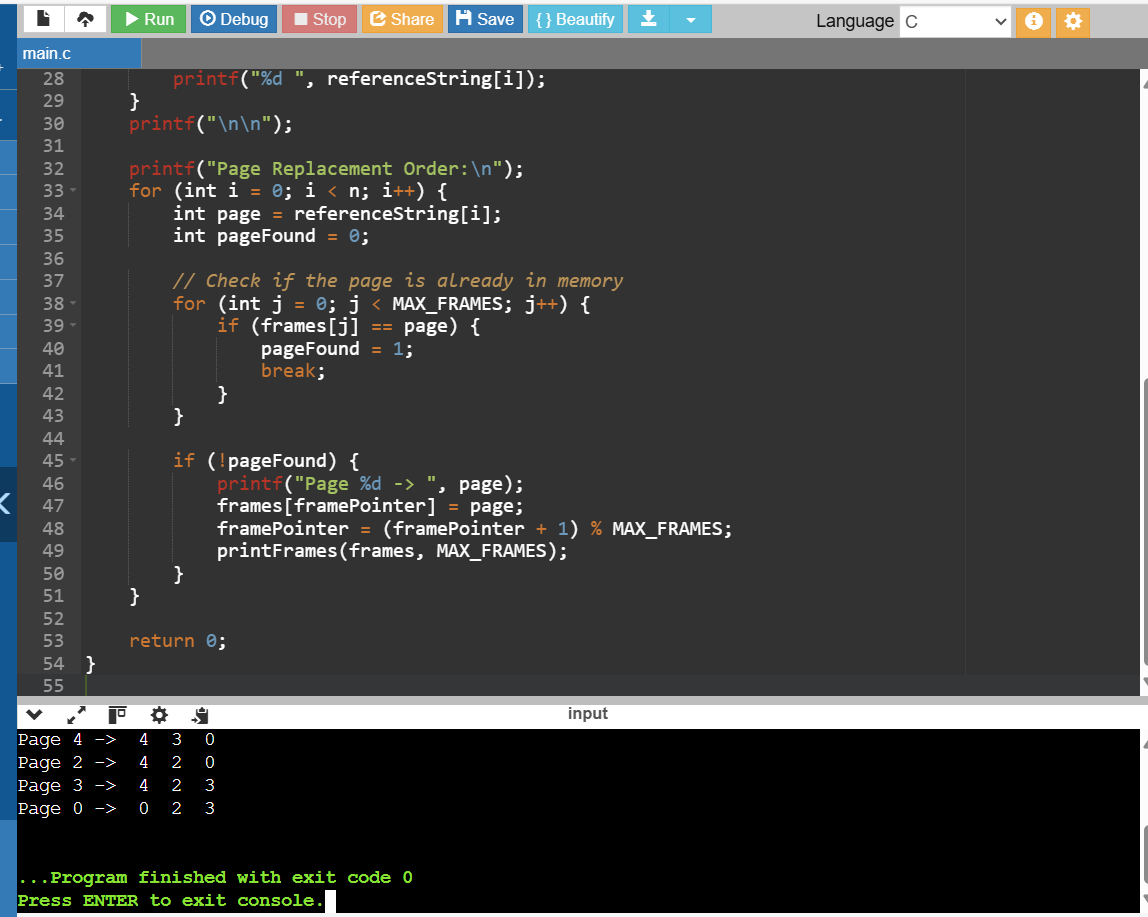 Run Debug Stop Share Save { } Beautify Language C
main.c
28 printf("%d ", referenceString[i]);
29 }
30 printf("\n\n");
31
32 printf("Page Replacement Order:\n");
33 for (int i = 0; i < n; i++) {
34 int page = referenceString[i];
35 int pageFound = 0;
36
37 // Check if the page is already in memory
38 for (int j = 0; j < MAX_FRAMES; j++) {
39 if (frames[j] == page) {
40 pageFound = 1;
41 break;
42 }
43 }
44
45 if (!pageFound) {
46 printf("Page %d -> ", page);
47 frames[framePointer] = page;
48 framePointer = (framePointer + 1) % MAX_FRAMES;
49 printFrames(frames, MAX_FRAMES);
50 }
51 }
52
53 return 0;
54 }
55
input
Page 4 -> 4 3 0
Page 2 -> 4 2 0
Page 3 -> 4 2 3
Page 0 -> 0 2 3
...Program finished with exit code 0
Press ENTER to exit console.